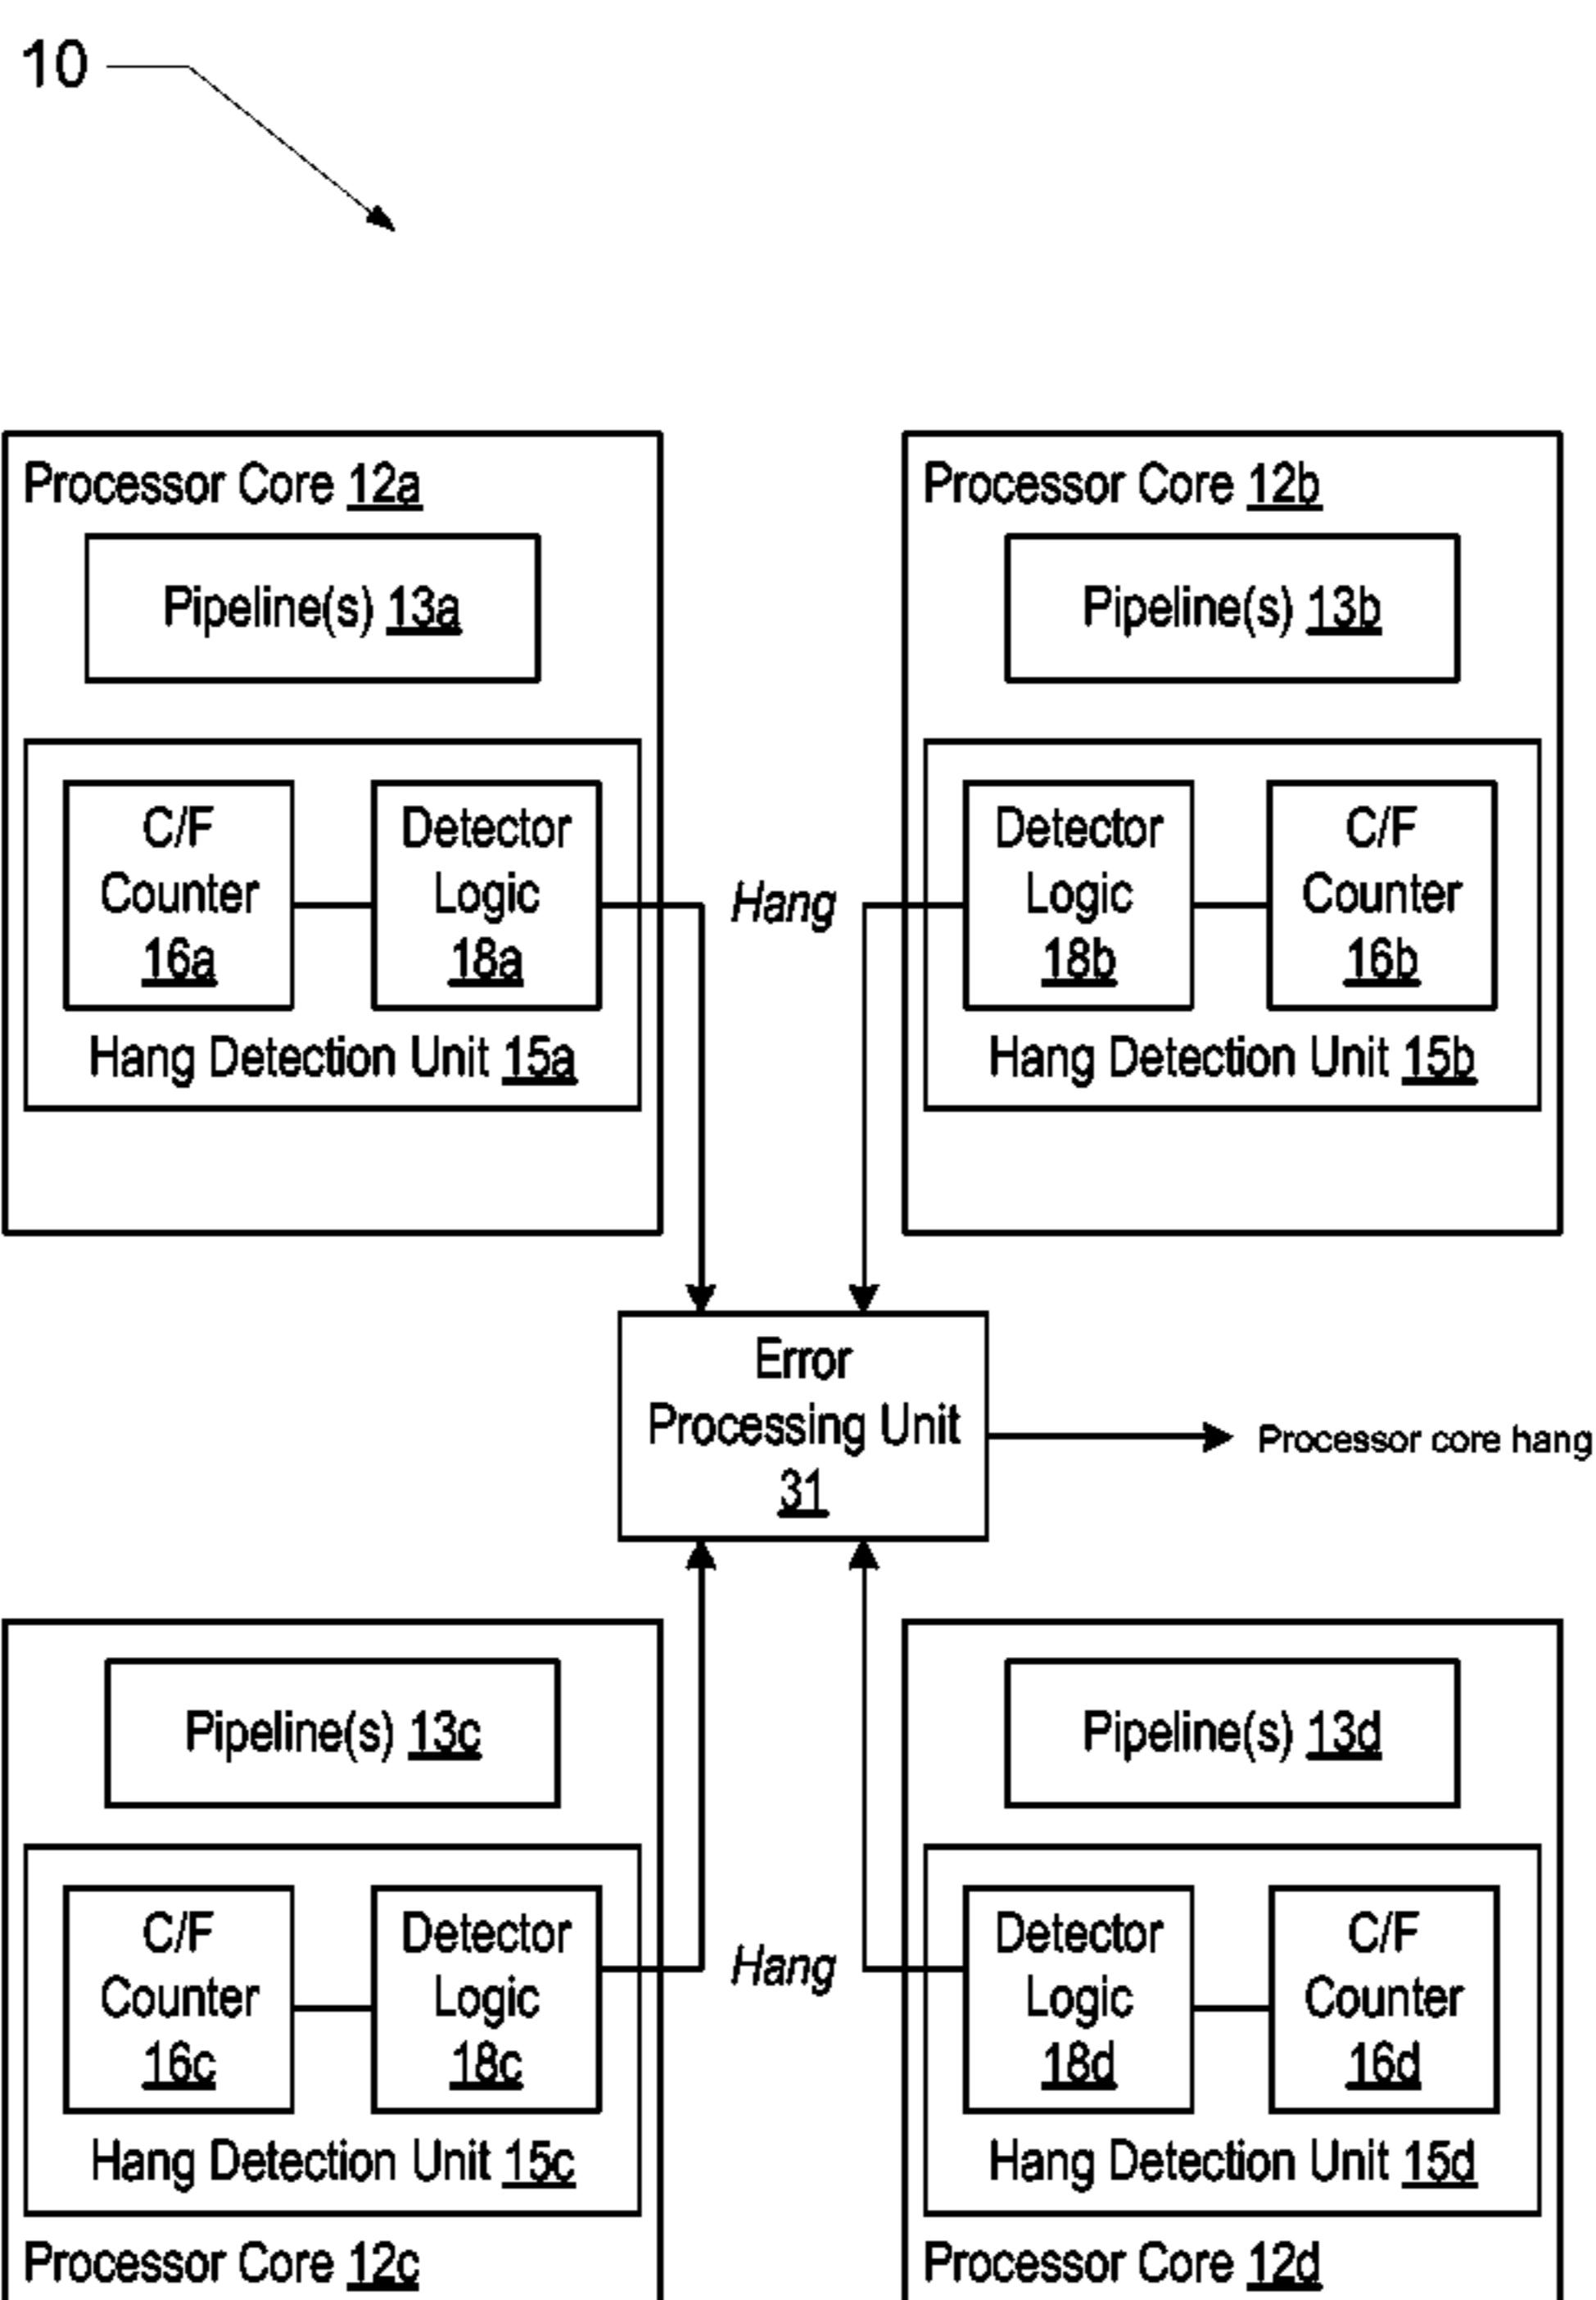 10
Processor Core 12a
Pipeline(s) 13a
C/F
Counter
16a
Detector
Logic
18a
Hang Detection Unit 15a
Hang
Processor Core 12b
Pipeline(s) 13b
Detector
Logic
18b
C/F
Counter
16b
Hang Detection Unit 15b
Error
Processing Unit
31
Processor core hang
Pipeline(s) 13c
C/F
Counter
16c
Detector
Logic
18c
Hang Detection Unit 15c
Processor Core 12c
Hang
Pipeline(s) 13d
Detector
Logic
18d
C/F
Counter
16d
Hang Detection Unit 15d
Processor Core 12d